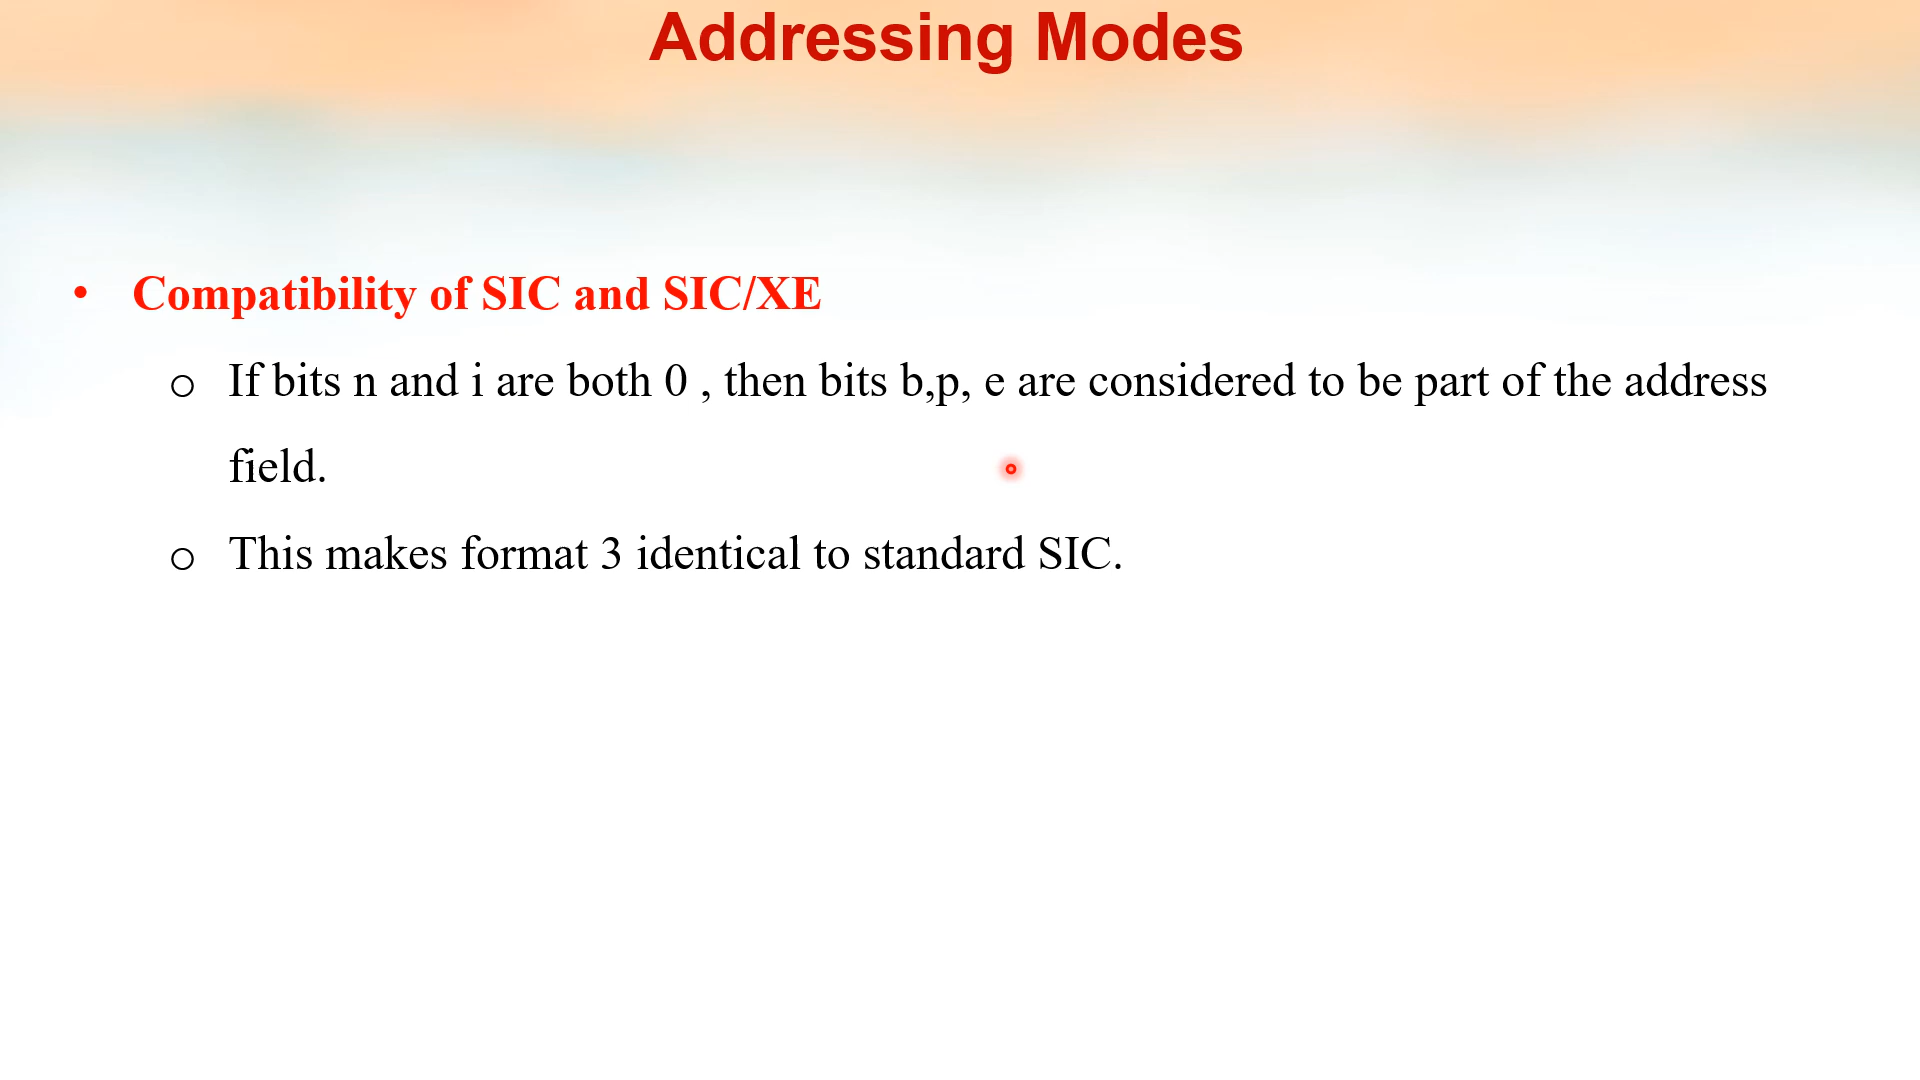 Addressing Modes
• Compatibility of SIC and SIC/XE
o If bits n and i are both 0 , then bits b,p, e are considered to be part of the address
field.
o This makes format 3 identical to standard SIC.